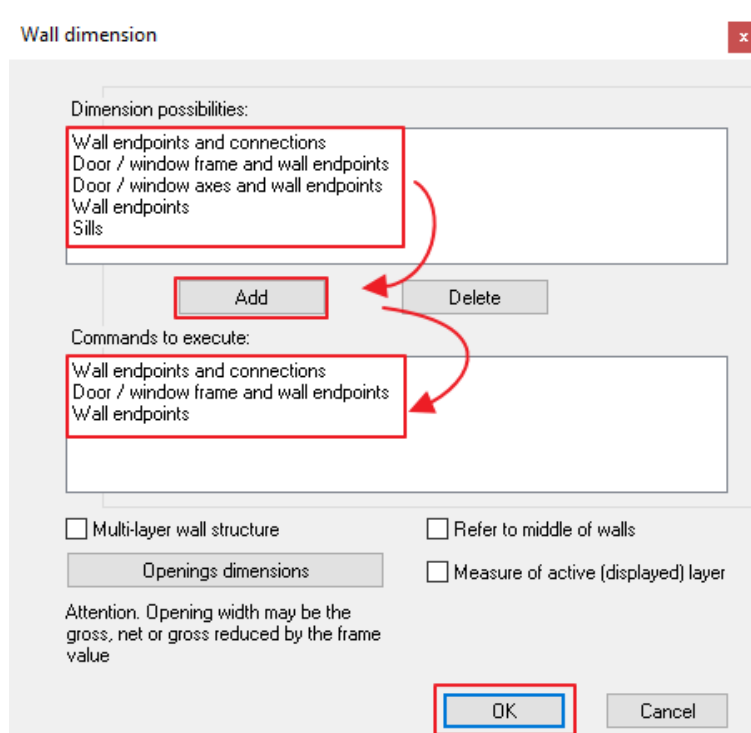 Wall dimension
x
Dimension possibilities:
Wall endpoints and connections
Door / window frame and wall endpoints
Door / window axes and wall endpoints
Wall endpoints
Sills
Add
Delete
Commands to execute:
Wall endpoints and connections
Door / window frame and wall endpoints
Wall endpoints
Multi-layer wall structure
Refer to middle of walls
Openings dimensions
Measure of active (displayed) layer
Attention. Opening width may be the
gross, net or gross reduced by the frame
value
OK
Cancel